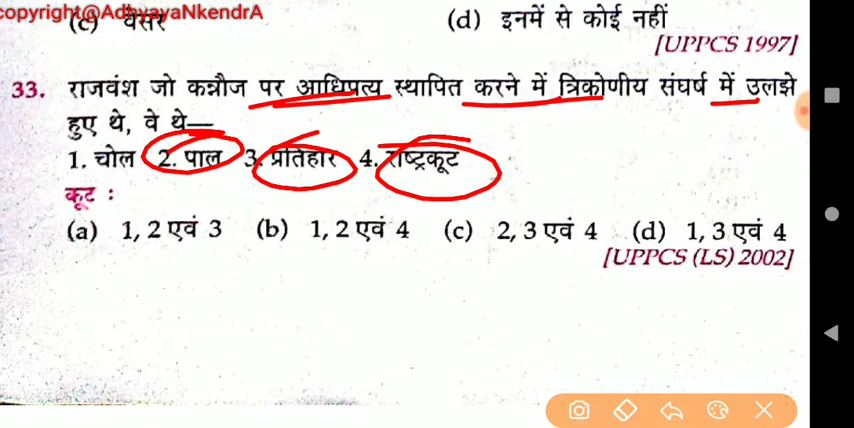 copyright@AdhyayaNkendrA
(c) वेसर (d) इनमें से कोई नहीं
[UPPCS 1997]
33. राजवंश जो कन्नौज पर आधिपत्य स्थापित करने में त्रिकोणीय संघर्ष में उलझे
हुए थे, वे थे—
1. चोल 2. पाल 3. प्रतिहार 4. राष्ट्रकूट
कूट :
(a) 1, 2 एवं 3 (b) 1, 2 एवं 4 (c) 2, 3 एवं 4 (d) 1, 3 एवं 4
[UPPCS (LS) 2002]